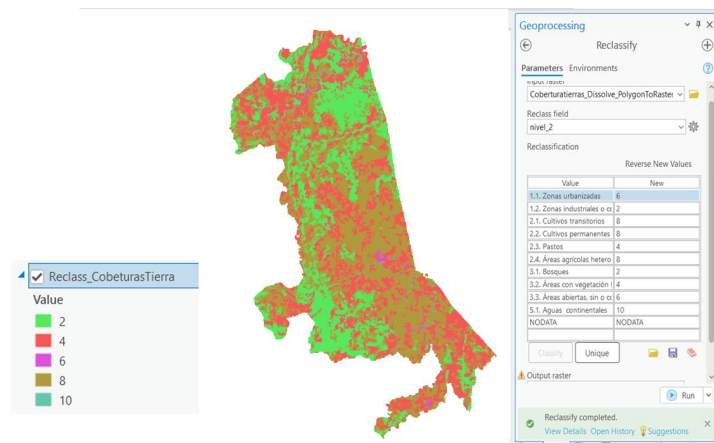 Geoprocessing
Reclassify
Parameters Environments
Input raster
Coberturatierras_Dissolve_PolygonToRaster
Reclass field
nivel_2
Reclassification
Reverse New Values
Value New
1.1. Zonas urbanizadas 6
1.2. Zonas industriales o cc 2
2.1. Cultivos transitorios 8
2.2. Cultivos permanentes 8
2.3. Pastos 4
2.4. Áreas agrícolas hetero 8
3.1. Bosques 2
3.2. Áreas con vegetación 4
3.3. Áreas abiertas, sin o cc 6
5.1. Aguas continentales 10
NODATA NODATA
Classify Unique
Output raster
Run
Reclassify completed.
View Details Open History Suggestions
Reclass_CobeturasTierra
Value
2
4
6
8
10